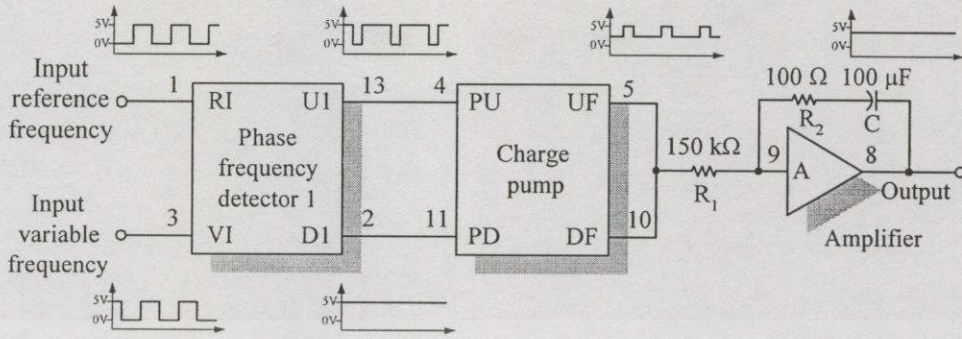 5V
0V
5V
0V
5V
0V
5V
0V
Input
reference
frequency
1
RI
U1
13
4
PU
UF
5
100 Ω
100 μF
R2
C
Phase
frequency
detector 1
Charge
pump
150 kΩ
R1
9
A
8
Output
Amplifier
Input
variable
frequency
3
VI
D1
2
11
PD
DF
10
5V
0V
5V
0V